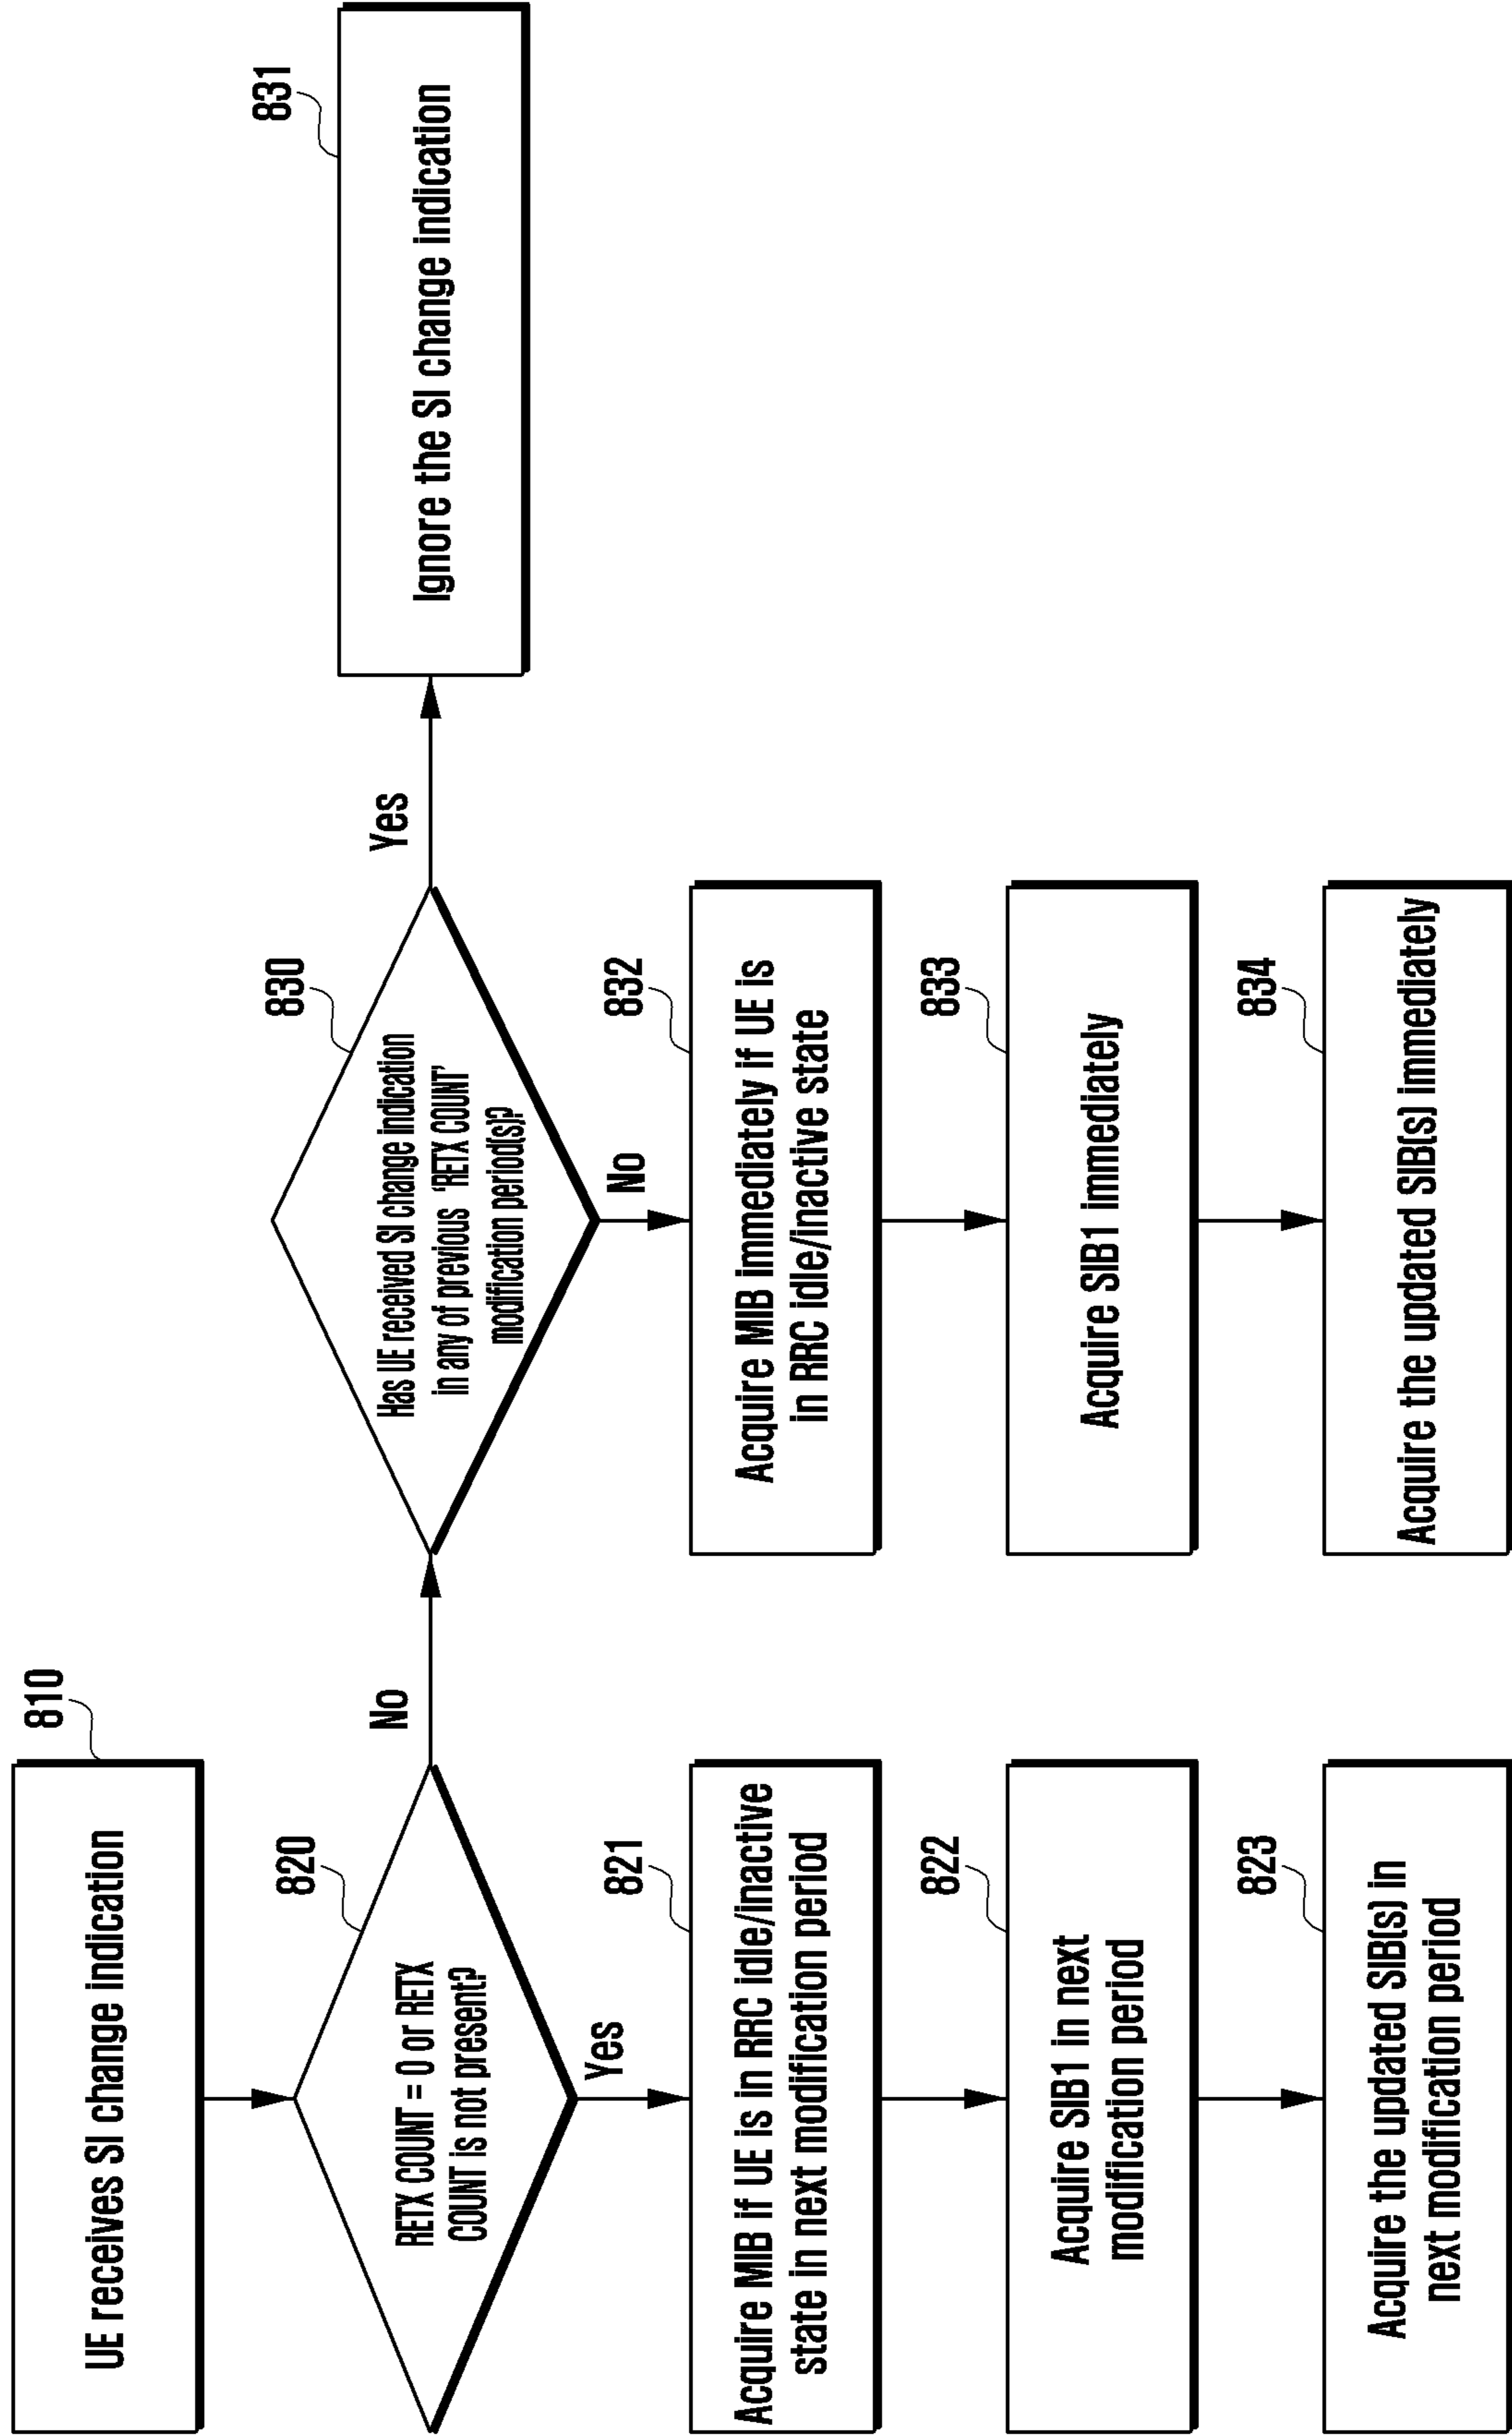 810
UE receives SI change indication
820
RETX COUNT = 0 or RETX
COUNT is not present?
No
Yes
821
Acquire MIB if UE is in RRC idle/inactive
state in next modification period
822
Acquire SIB1 in next
modification period
823
Acquire the updated SIB(s) in
next modification period
830
Has UE received SI change indication
in any of previous 'RETX COUNT'
modification period(s)?
Yes
No
831
Ignore the SI change indication
832
Acquire MIB immediately if UE is
in RRC idle/inactive state
833
Acquire SIB1 immediately
834
Acquire the updated SIB(s) immediately